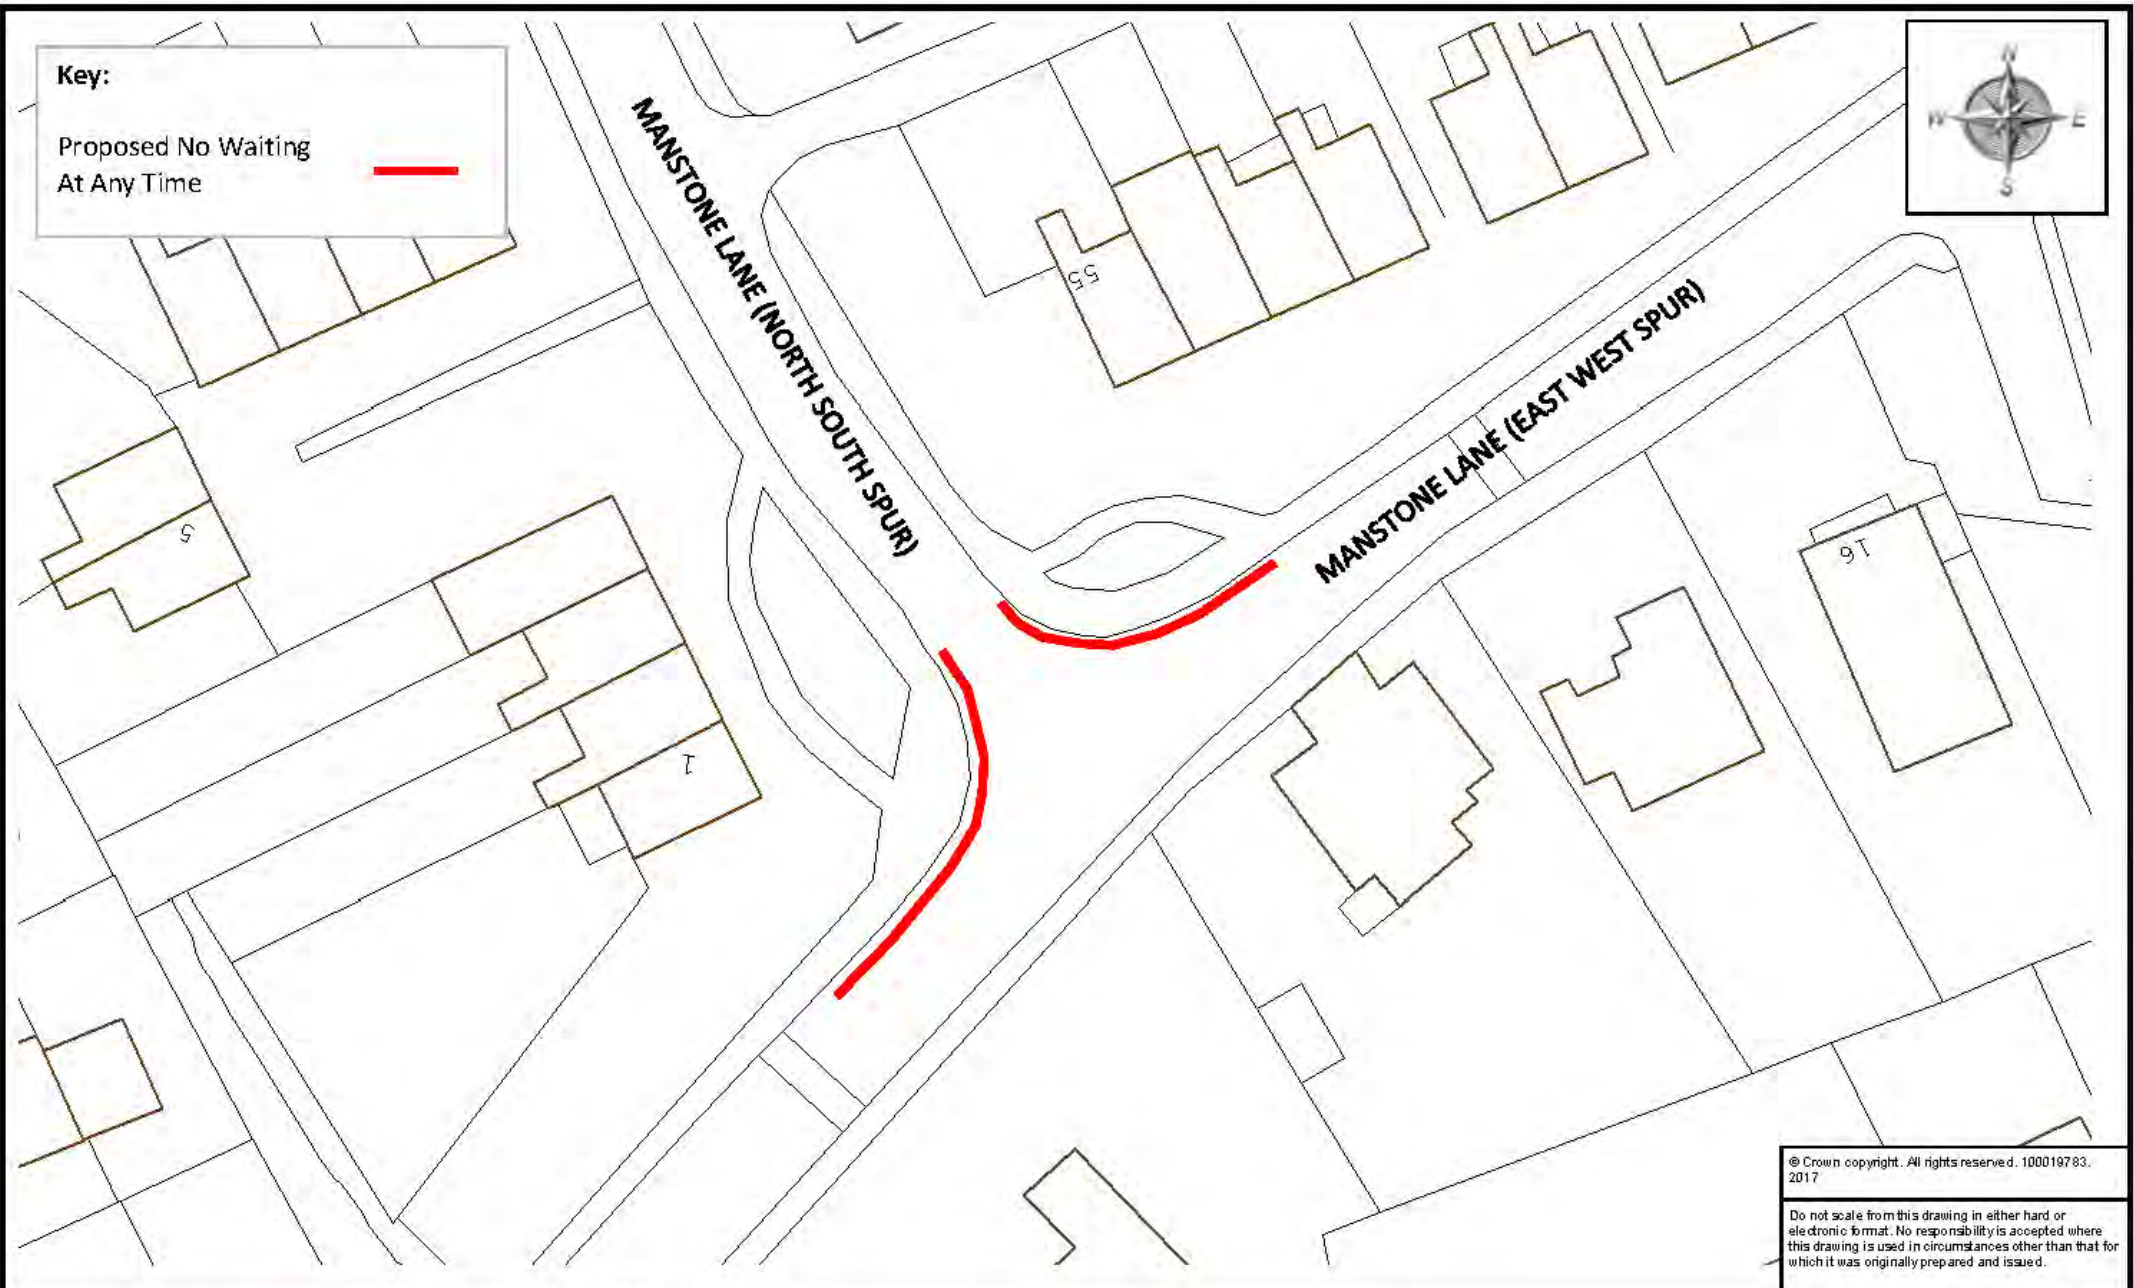 Key:
Proposed No Waiting
At Any Time
MANSTONE LANE (NORTH SOUTH SPUR)
N
W
E
S
55
MANSTONE LANE (EAST WEST SPUR)
5
16
1
© Crown copyright. All rights reserved. 100019783.
2017
Do not scale from this drawing in either hard or
electronic format. No responsibility is accepted where
this drawing is used in circumstances other than that for
which it was originally prepared and issued.